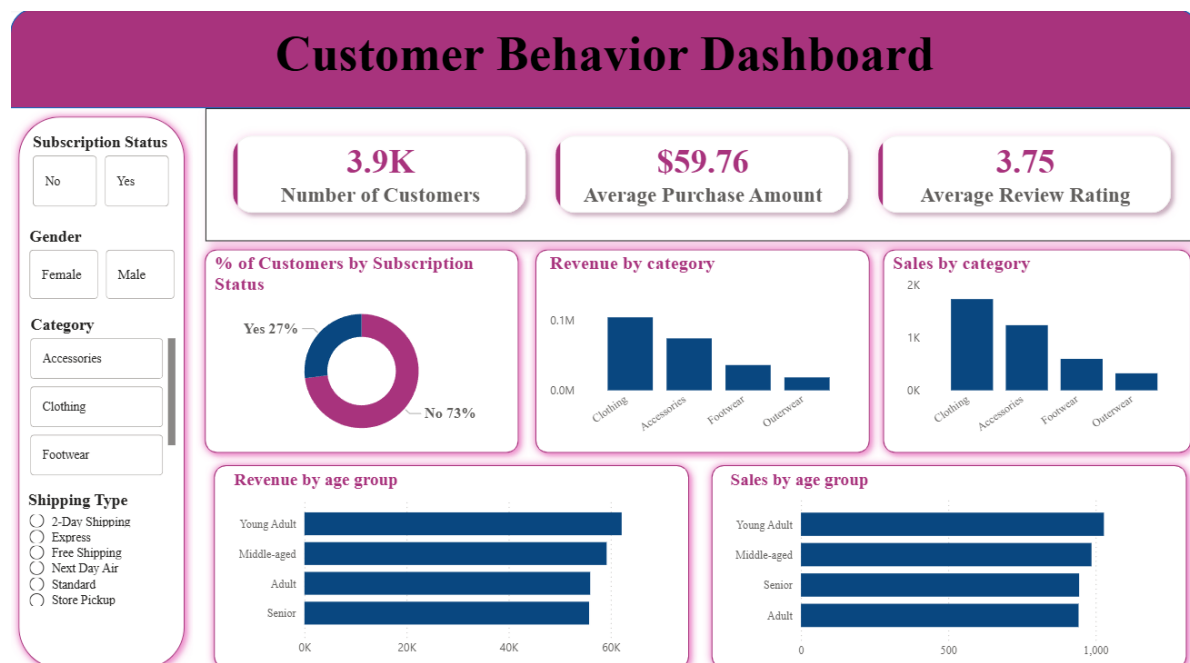 Customer Behavior Dashboard
Subscription Status
No
Yes
Gender
Female
Male
Category
Accessories
Clothing
Footwear
Shipping Type
2-Day Shipping
Express
Free Shipping
Next Day Air
Standard
Store Pickup
3.9K
Number of Customers
$59.76
Average Purchase Amount
3.75
Average Review Rating
% of Customers by Subscription
Status
Yes 27%
No 73%
Revenue by category
0.1M
0.0M
Clothing
Accessories
Footwear
Outerwear
Sales by category
2K
1K
0K
Clothing
Accessories
Footwear
Outerwear
Revenue by age group
Young Adult
Middle-aged
Adult
Senior
0K
20K
40K
60K
Sales by age group
Young Adult
Middle-aged
Senior
Adult
0
500
1,000